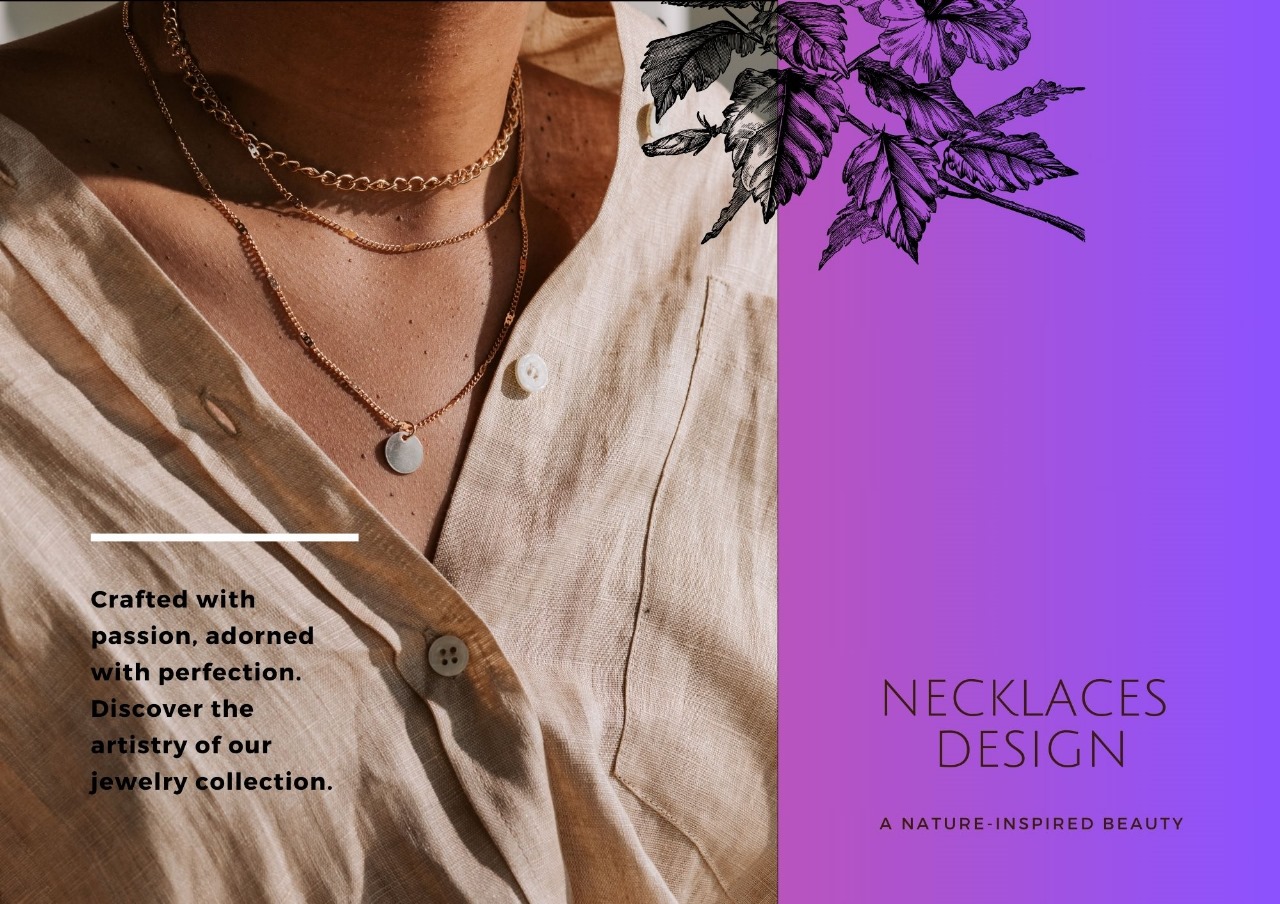 Crafted with
passion, adorned
with perfection.
Discover the
artistry of our
jewelry collection.
NECKLACES
DESIGN
A NATURE-INSPIRED BEAUTY